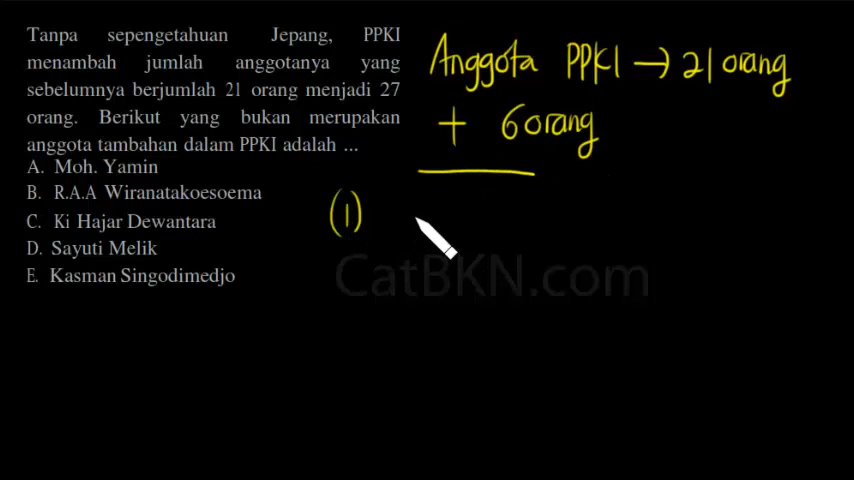 Tanpa sepengetahuan Jepang, PPKI
menambah jumlah anggotanya yang
sebelumnya berjumlah 21 orang menjadi 27
orang. Berikut yang bukan merupakan
anggota tambahan dalam PPKI adalah ...
A. Moh. Yamin
B. R.A.A Wiranatakoesoema
C. Ki Hajar Dewantara
D. Sayuti Melik
E. Kasman Singodimedjo
Anggota PPKI → 21 orang
+ 6 orang
(1)
CatBKN.com